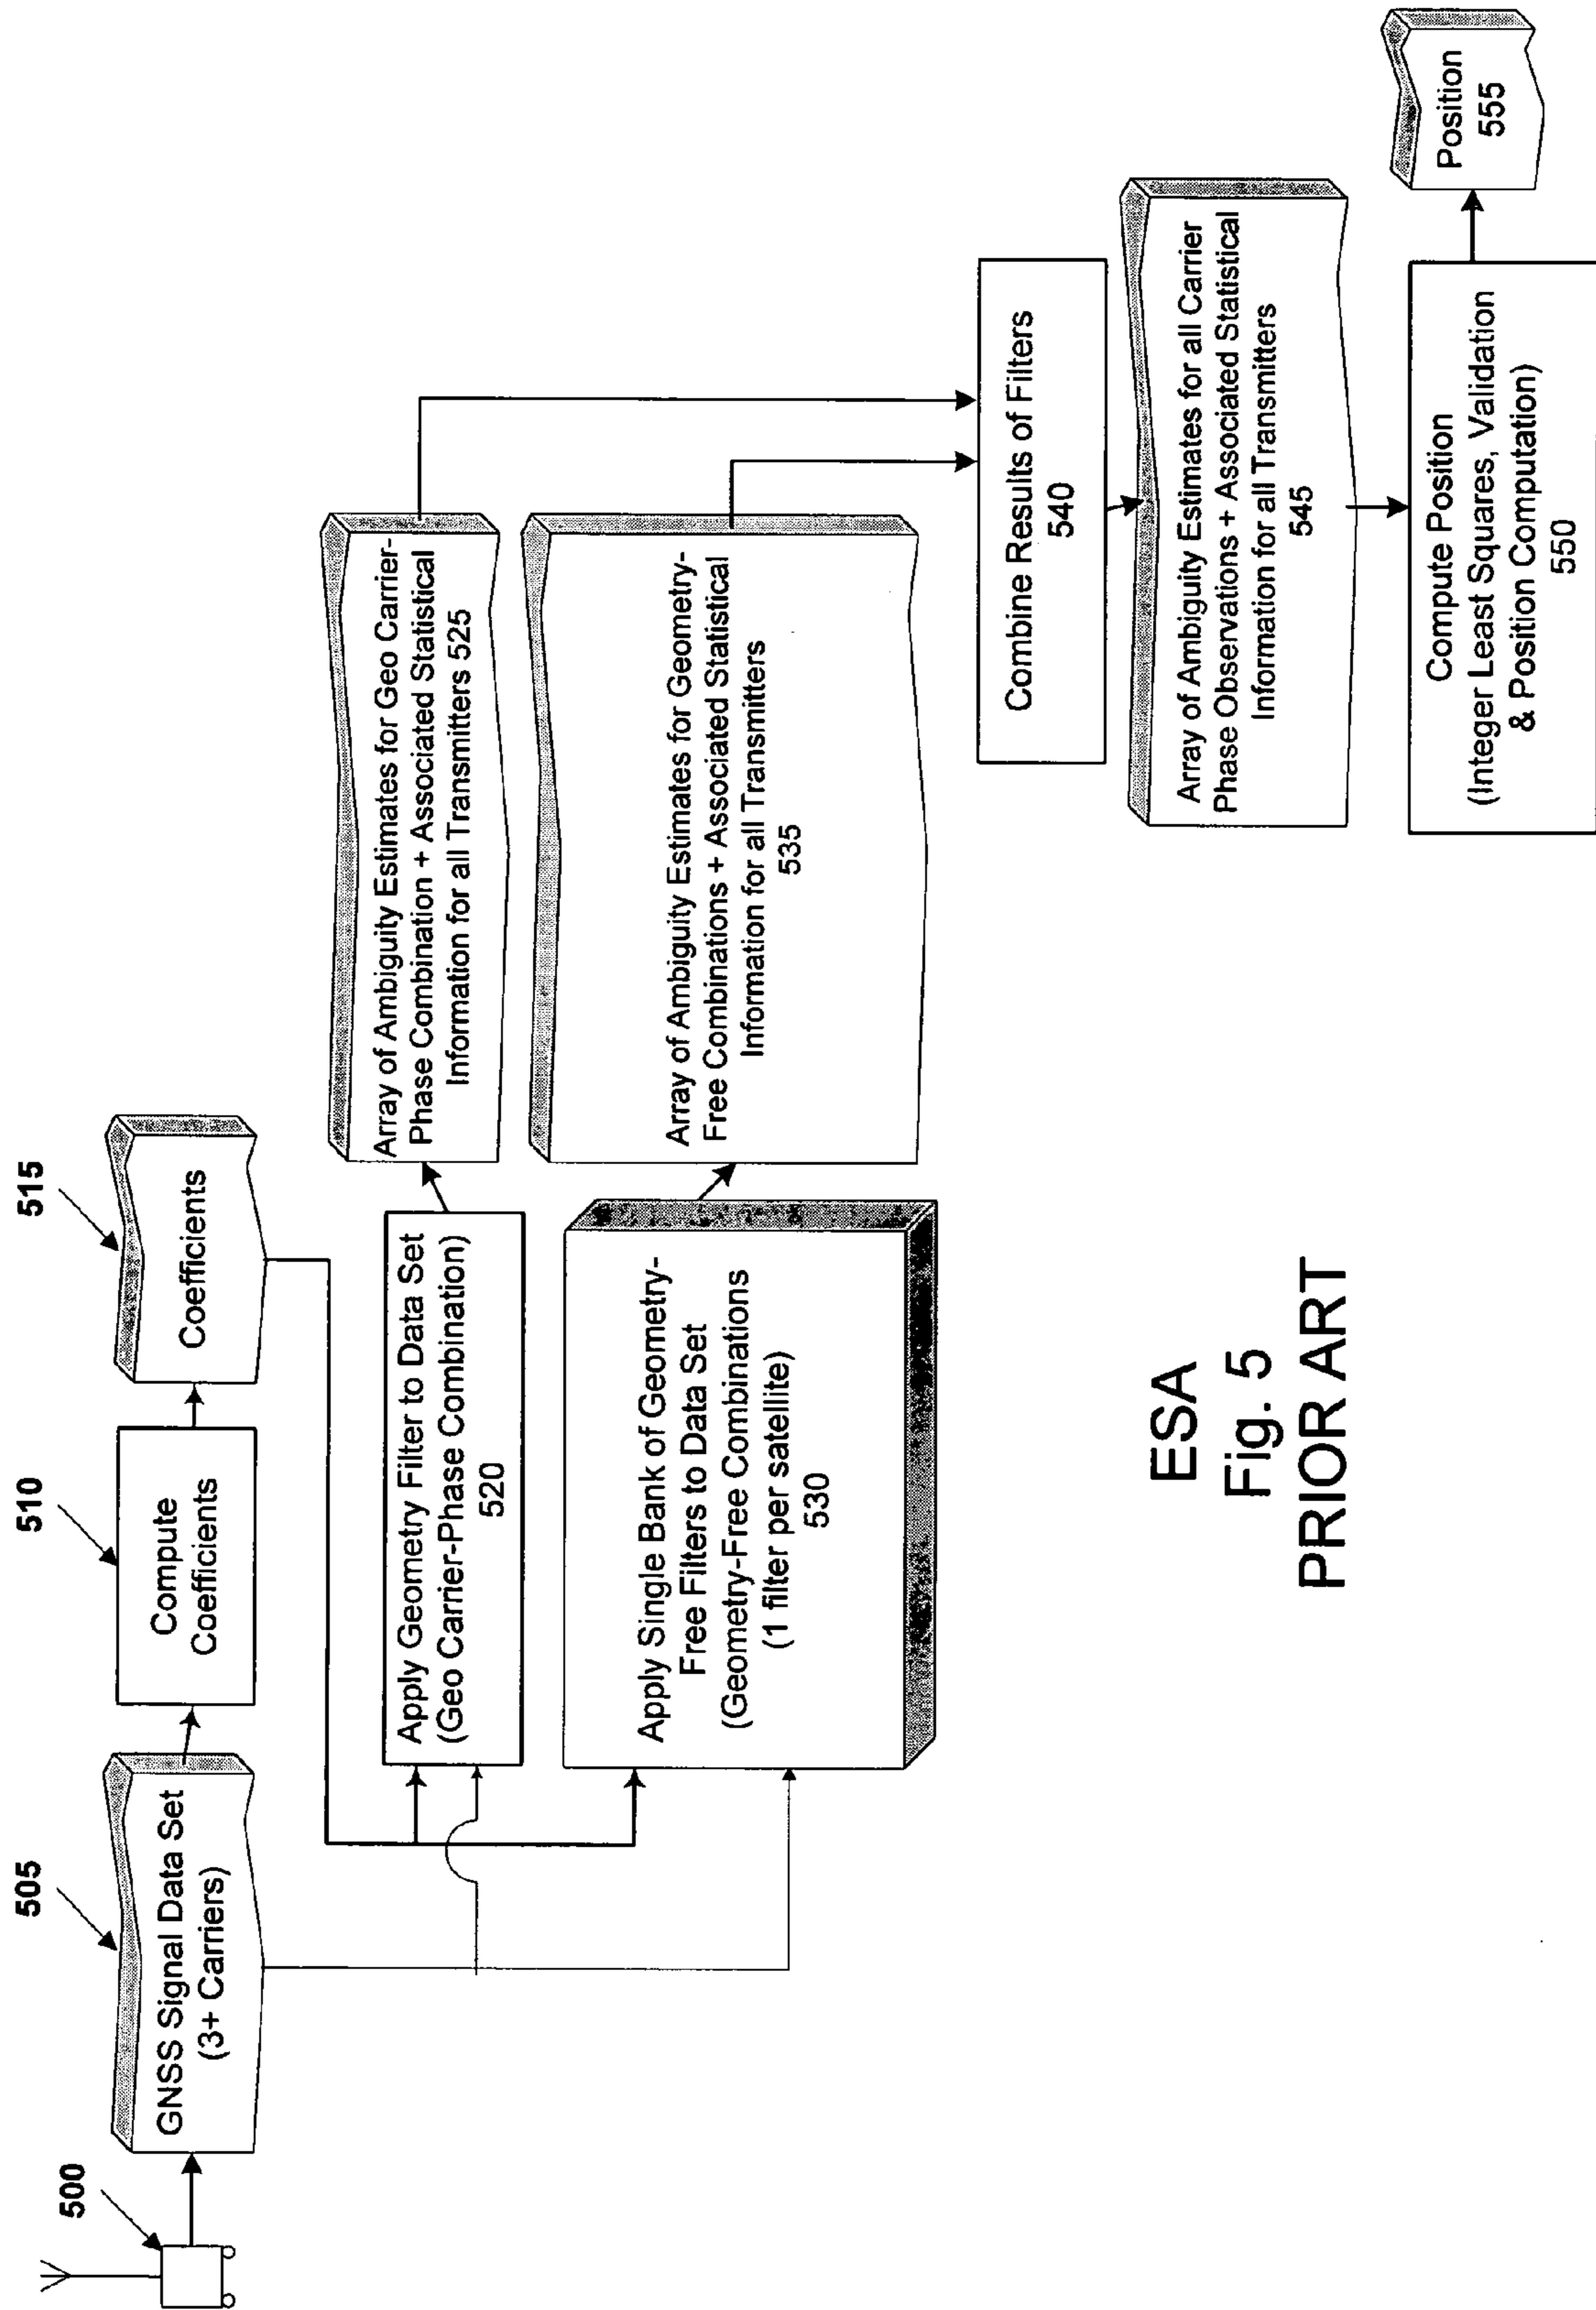 500
505
GNSS Signal Data Set
(3+ Carriers)
510
Compute
Coefficients
515
Coefficients
Apply Geometry Filter to Data Set
(Geo Carrier-Phase Combination)
520
Array of Ambiguity Estimates for Geo Carrier-
Phase Combination + Associated Statistical
Information for all Transmitters 525
Apply Single Bank of Geometry-
Free Filters to Data Set
(Geometry-Free Combinations
(1 filter per satellite)
530
Array of Ambiguity Estimates for Geometry-
Free Combinations + Associated Statistical
Information for all Transmitters
535
Combine Results of Filters
540
Array of Ambiguity Estimates for all Carrier
Phase Observations + Associated Statistical
Information for all Transmitters
545
Compute Position
(Integer Least Squares, Validation
& Position Computation)
550
Position
555
ESA
Fig. 5
PRIOR ART